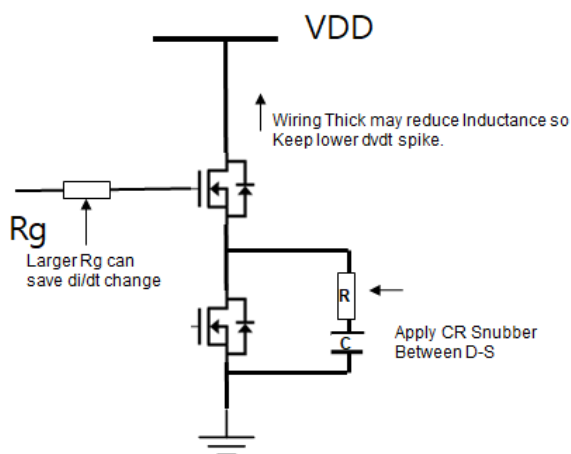 VDD
Wiring Thick may reduce Inductance so
Keep lower dvdt spike.
Rg
Larger Rg can
save di/dt change
R
C
Apply CR Snubber
Between D-S